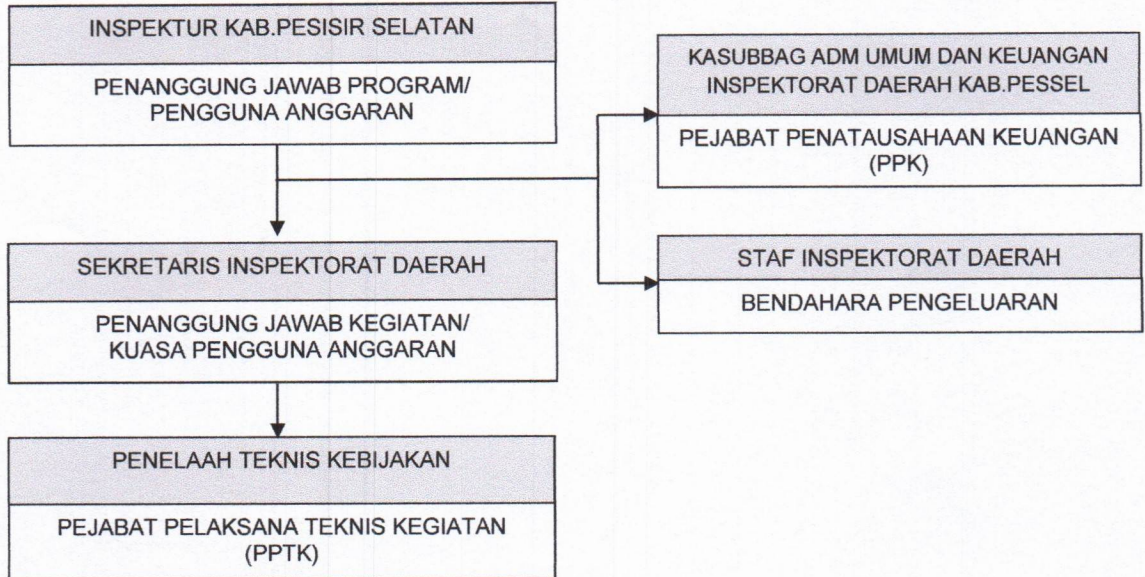 INSPEKTUR KAB.PESISIR SELATAN
PENANGGUNG JAWAB PROGRAM/
PENGGUNA ANGGARAN
KASUBBAG ADM UMUM DAN KEUANGAN
INSPEKTORAT DAERAH KAB.PESSEL
PEJABAT PENATAUSAHAAN KEUANGAN
(PPK)
SEKRETARIS INSPEKTORAT DAERAH
PENANGGUNG JAWAB KEGIATAN/
KUASA PENGGUNA ANGGARAN
STAF INSPEKTORAT DAERAH
BENDAHARA PENGELUARAN
PENELAAH TEKNIS KEBIJAKAN
PEJABAT PELAKSANA TEKNIS KEGIATAN
(PPTK)